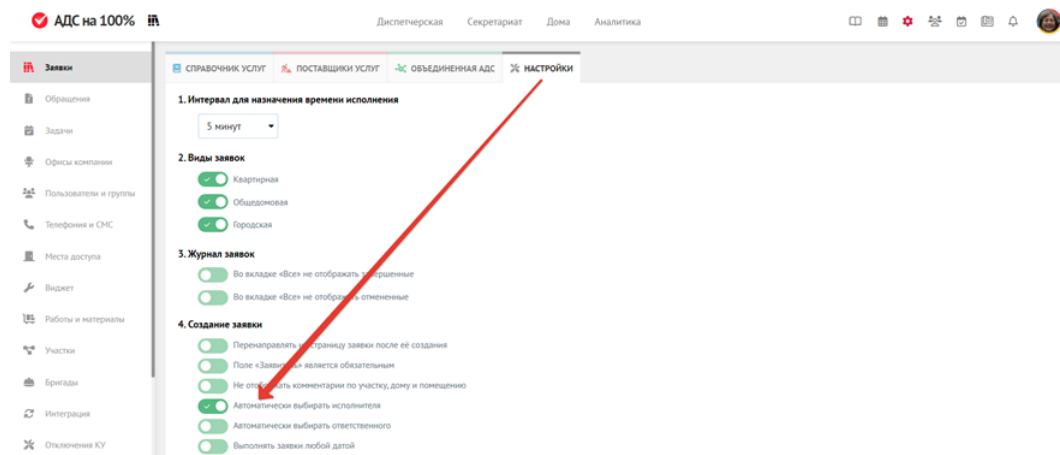 АДС на 100%
Диспетчерская Секретариат Дома Аналитика
Заявки
Обращения
Задачи
Офисы компании
Пользователи и группы
Телефония и СМС
Места доступа
Виджет
Работы и материалы
Участки
Бригады
Интеграция
Отключения КУ
СПРАВОЧНИК УСЛУГ ПОСТАВЩИКИ УСЛУГ ОБЪЕДИНЕННАЯ АДС НАСТРОЙКИ
1. Интервал для назначения времени исполнения
5 минут
2. Виды заявок
Квартирная
Общедомовая
Городская
3. Журнал заявок
Во вкладке «Все» не отображать завершенные
Во вкладке «Все» не отображать отмененные
4. Создание заявки
Перенаправлять на страницу заявки после её создания
Поле «Заявитель» является обязательным
Не отображать комментарии по участку, дому и помещению
Автоматически выбирать исполнителя
Автоматически выбирать ответственного
Выполнять заявки любой датой